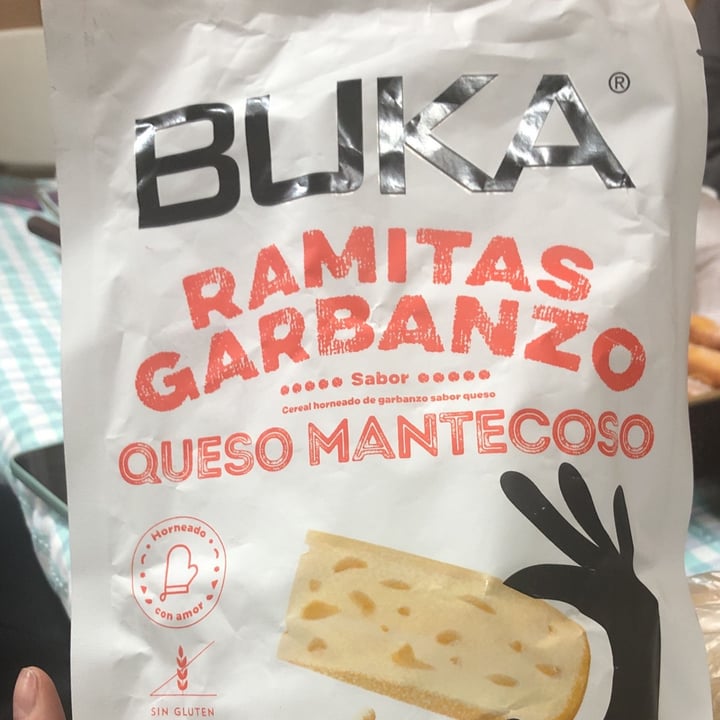 BUKA®
RAMITAS
GARBANZO
Sabor
Cereal horneado de garbanzo sabor queso
QUESO MANTECOSO
Horneado
con amor
SIN GLUTEN